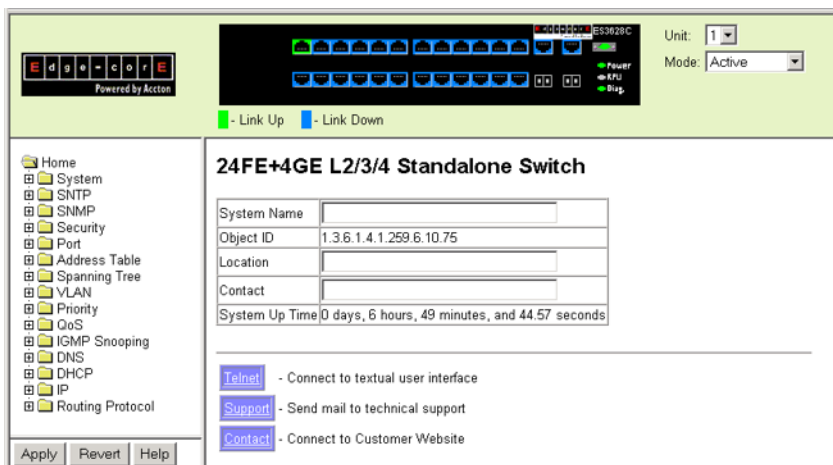 Edge-corE
Powered by Accton
Edge-corE ES3628C
Power
RPU
Diag.
Unit: 1
Mode: Active
- Link Up - Link Down
Home
System
SNTP
SNMP
Security
Port
Address Table
Spanning Tree
VLAN
Priority
QoS
IGMP Snooping
DNS
DHCP
IP
Routing Protocol
Apply Revert Help
24FE+4GE L2/3/4 Standalone Switch
System Name
Object ID 1.3.6.1.4.1.259.6.10.75
Location
Contact
System Up Time 0 days, 6 hours, 49 minutes, and 44.57 seconds
Telnet - Connect to textual user interface
Support - Send mail to technical support
Contact - Connect to Customer Website